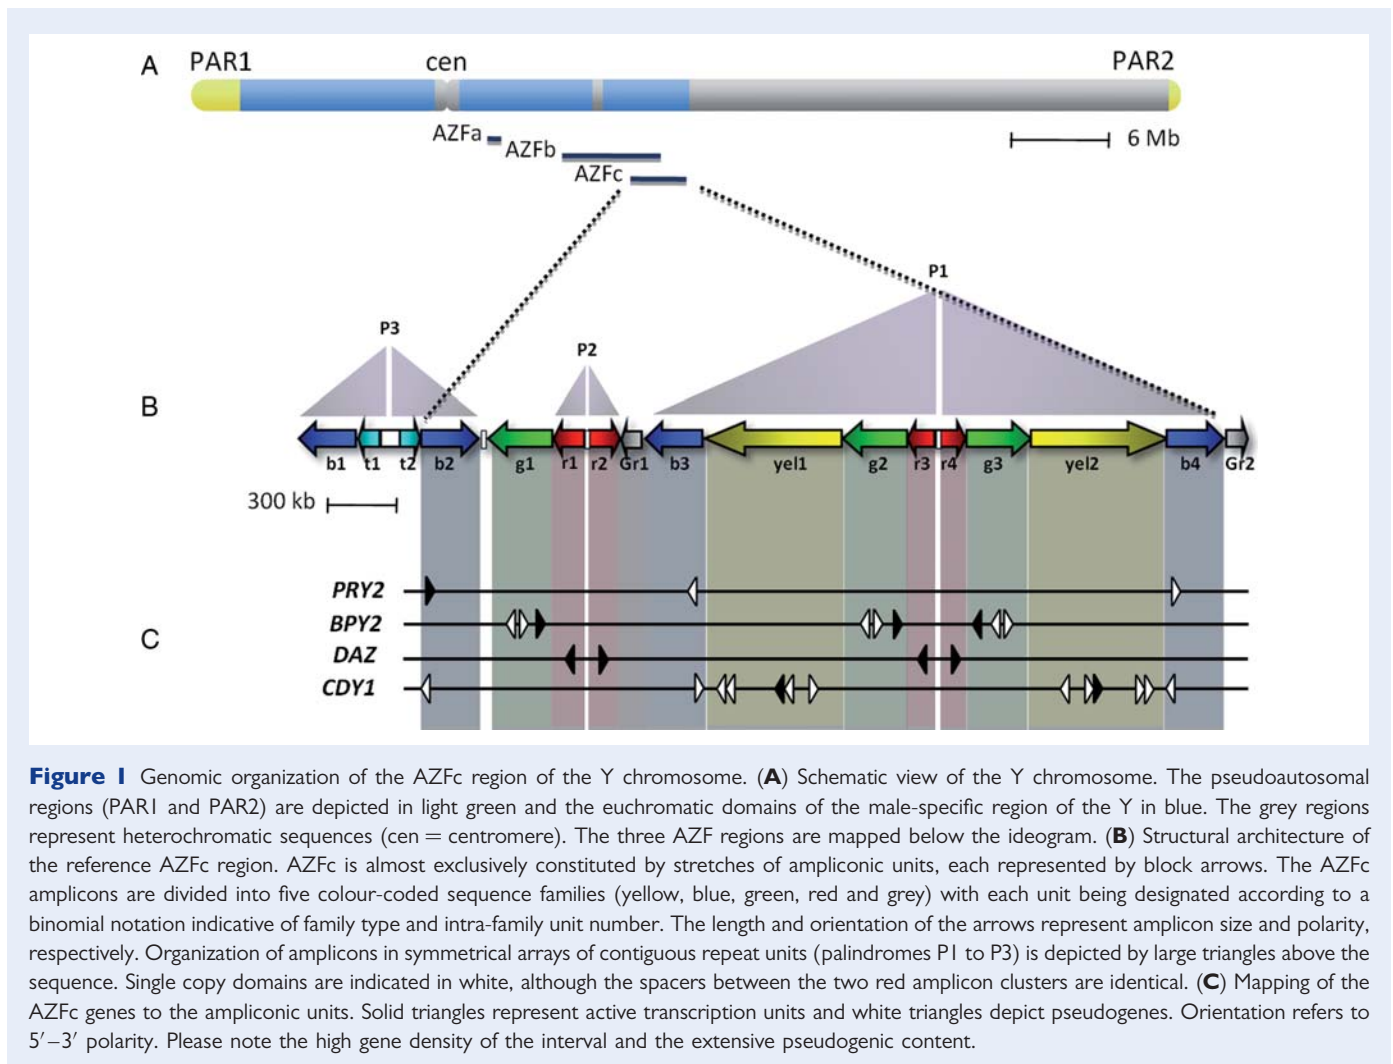 A
PAR1
cen
PAR2
AZFa
AZFb
AZFc
6 Mb
P1
P3
P2
B
b1 t1 t2 b2 g1 r1 r2 Gr1 b3 yel1 g2 r3 r4 g3 yel2 b4 Gr2
300 kb
C
PRY2
BPY2
DAZ
CDY1
Figure 1 Genomic organization of the AZFc region of the Y chromosome. (A) Schematic view of the Y chromosome. The pseudoautosomal
regions (PAR1 and PAR2) are depicted in light green and the euchromatic domains of the male-specific region of the Y in blue. The grey regions
represent heterochromatic sequences (cen = centromere). The three AZF regions are mapped below the ideogram. (B) Structural architecture of
the reference AZFc region. AZFc is almost exclusively constituted by stretches of ampliconic units, each represented by block arrows. The AZFc
amplicons are divided into five colour-coded sequence families (yellow, blue, green, red and grey) with each unit being designated according to a
binomial notation indicative of family type and intra-family unit number. The length and orientation of the arrows represent amplicon size and polarity,
respectively. Organization of amplicons in symmetrical arrays of contiguous repeat units (palindromes P1 to P3) is depicted by large triangles above the
sequence. Single copy domains are indicated in white, although the spacers between the two red amplicon clusters are identical. (C) Mapping of the
AZFc genes to the ampliconic units. Solid triangles represent active transcription units and white triangles depict pseudogenes. Orientation refers to
5′–3′ polarity. Please note the high gene density of the interval and the extensive pseudogenic content.